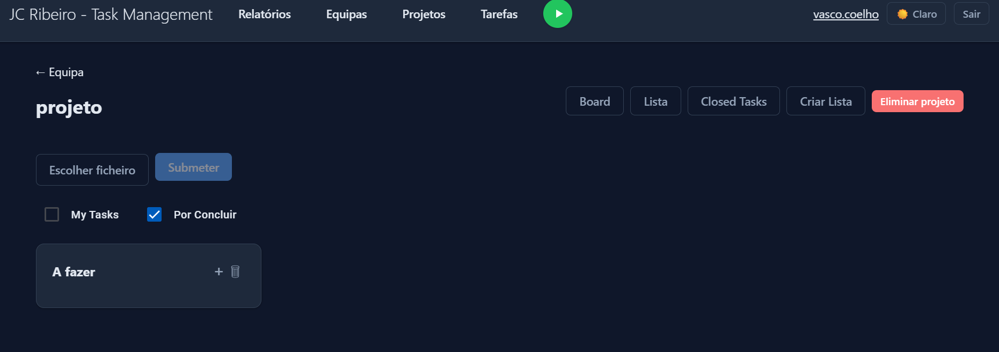 JC Ribeiro - Task Management Relatórios Equipas Projetos Tarefas vasco.coelho Claro Sair
← Equipa
projeto Board Lista Closed Tasks Criar Lista Eliminar projeto
Escolher ficheiro Submeter
My Tasks Por Concluir
A fazer +